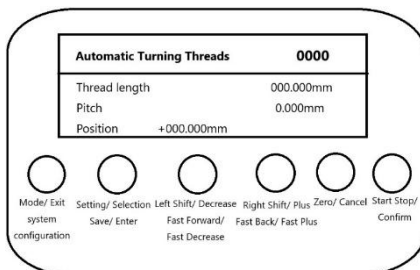 Automatic Turning Threads 0000
Thread length 000.000mm
Pitch 0.000mm
Position +000.000mm
Mode/ Exit
system
configuration
Setting/ Selection
Save/ Enter
Left Shift/ Decrease
Fast Forward/
Fast Decrease
Right Shift/ Plus
Fast Back/ Fast Plus
Zero/ Cancel
Start Stop/
Confirm